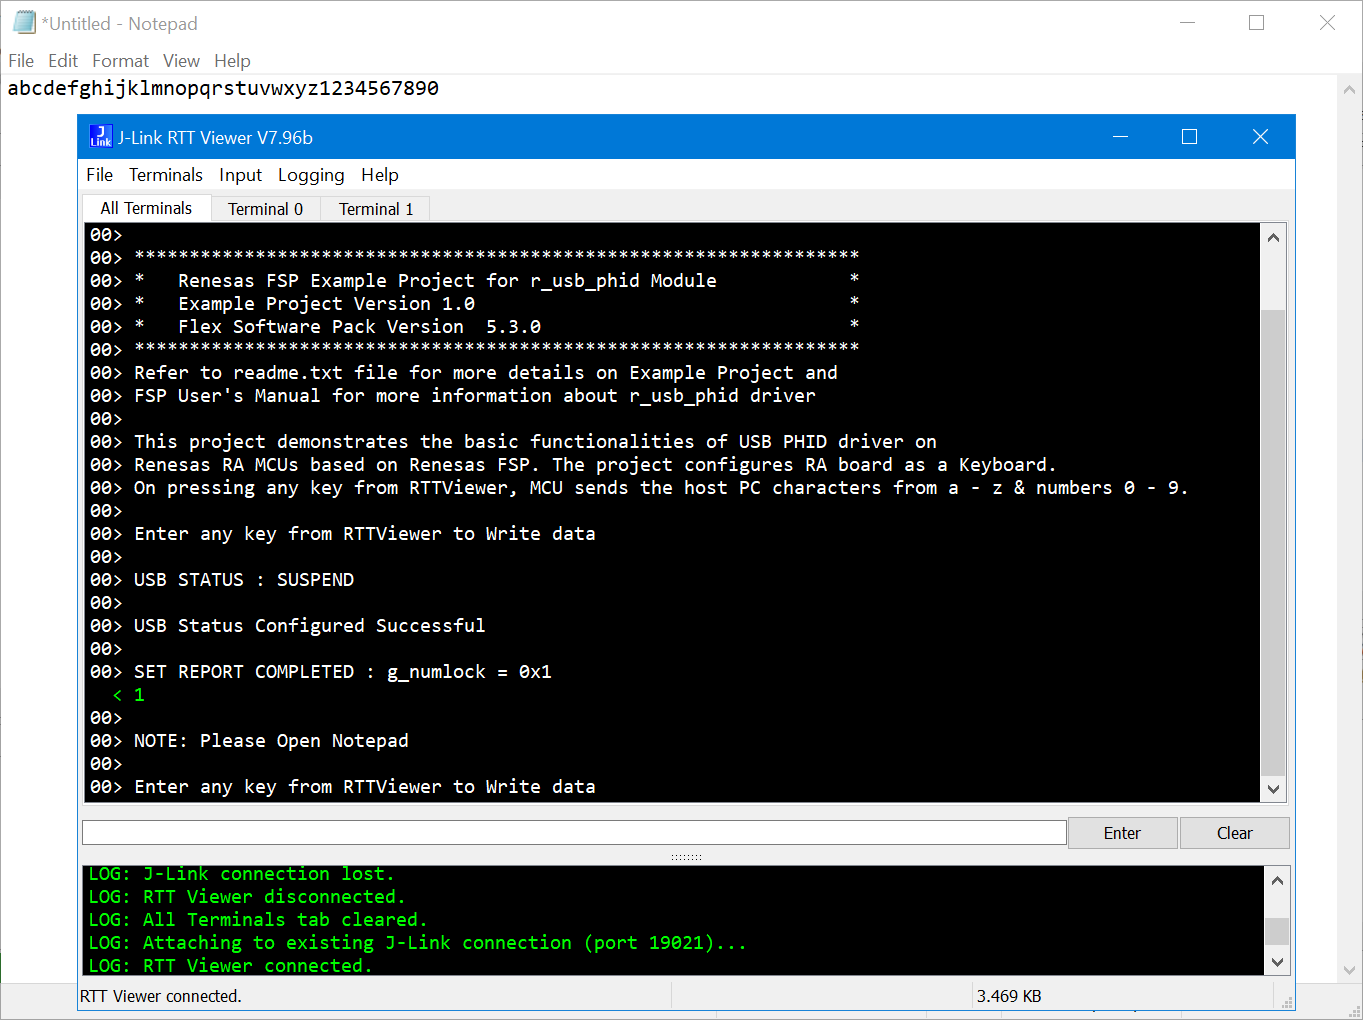 *Untitled - Notepad
File Edit Format View Help
abcdefghijklmnopqrstuvwxyz1234567890
J-Link RTT Viewer V7.96b
File Terminals Input Logging Help
All Terminals Terminal 0 Terminal 1
00>
00> ******************************************************************
00> *   Renesas FSP Example Project for r_usb_phid Module            *
00> *   Example Project Version 1.0                                  *
00> *   Flex Software Pack Version  5.3.0                            *
00> ******************************************************************
00> Refer to readme.txt file for more details on Example Project and
00> FSP User's Manual for more information about r_usb_phid driver
00>
00> This project demonstrates the basic functionalities of USB PHID driver on
00> Renesas RA MCUs based on Renesas FSP. The project configures RA board as a Keyboard.
00> On pressing any key from RTTViewer, MCU sends the host PC characters from a - z & numbers 0 - 9.
00>
00> Enter any key from RTTViewer to Write data
00>
00> USB STATUS : SUSPEND
00>
00> USB Status Configured Successful
00>
00> SET REPORT COMPLETED : g_numlock = 0x1
< 1
00>
00> NOTE: Please Open Notepad
00>
00> Enter any key from RTTViewer to Write data
Enter Clear
LOG: J-Link connection lost.
LOG: RTT Viewer disconnected.
LOG: All Terminals tab cleared.
LOG: Attaching to existing J-Link connection (port 19021)...
LOG: RTT Viewer connected.
RTT Viewer connected. 3.469 KB